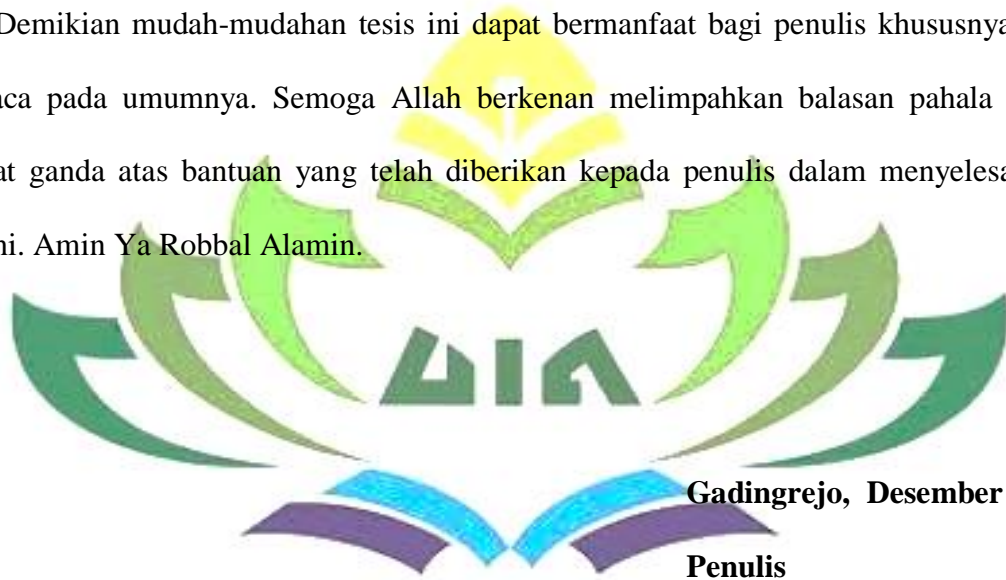 Demikian mudah-mudahan tesis ini dapat bermanfaat bagi penulis khususnya
aca pada umumnya. Semoga Allah berkenan melimpahkan balasan pahala
at ganda atas bantuan yang telah diberikan kepada penulis dalam menyelesa
ni. Amin Ya Robbal Alamin.
UIN
Gadingrejo, Desember
Penulis